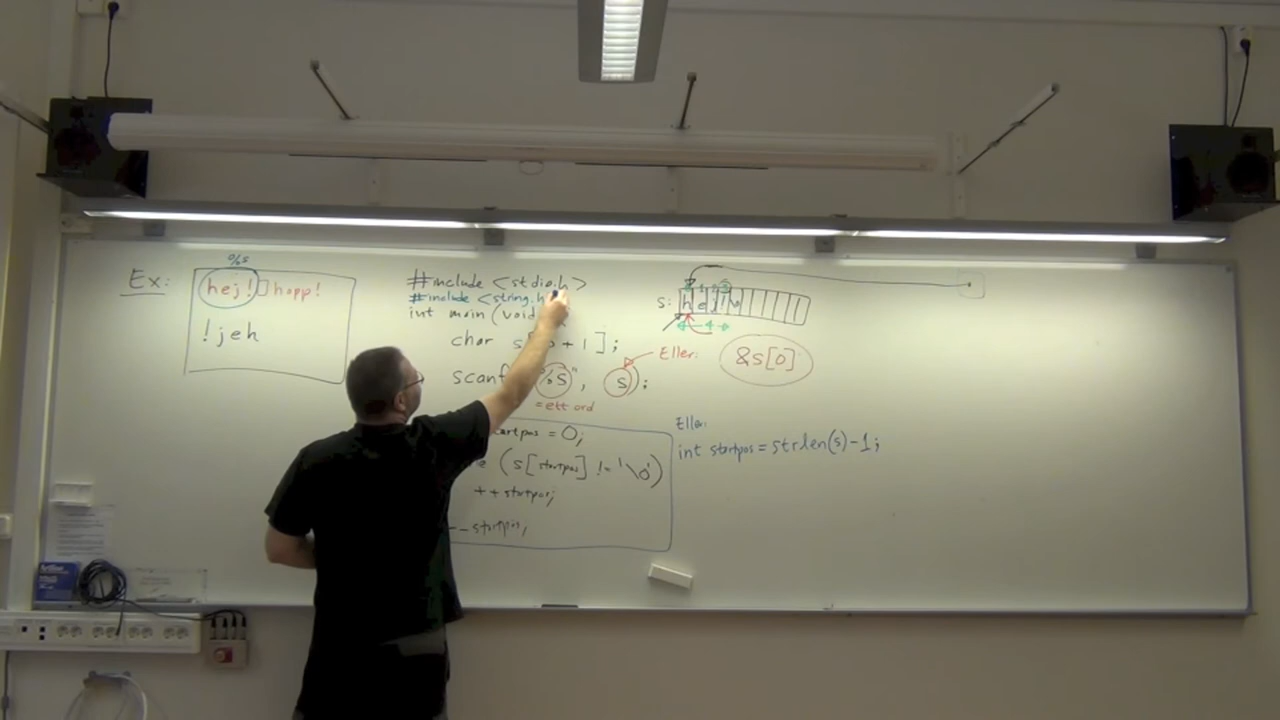 Ex:
%s
hej! hopp!
!jeh
#include <stdio.h>
#include <string.h
int main(void
char s[ +1];
scanf "%s", s);
=ett ord
Eller:
startpos = 0;
(s[startpos] != '\0')
++startpos;
--startpos;
s: h e j !
4
&s[0]
Eller:
int startpos = strlen(s)-1;